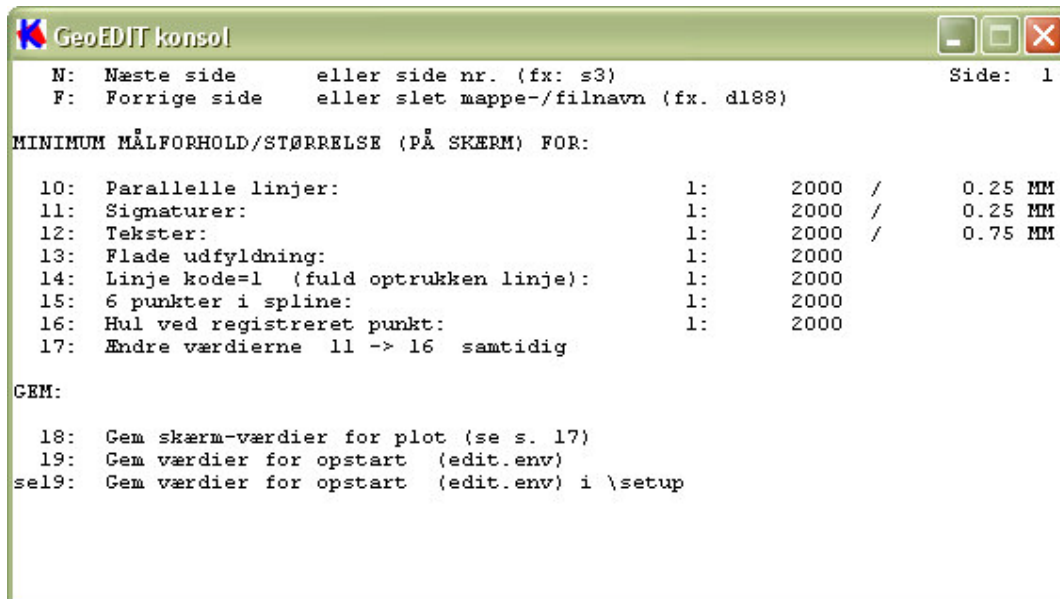 GeoEDIT konsol
N: Næste side eller side nr. (fx: s3) Side: 1
F: Forrige side eller slet mappe-/filnavn (fx. dl88)
MINIMUM MÅLFORHOLD/STØRRELSE (PÅ SKÆRM) FOR:
10: Parallelle linjer: 1: 2000 / 0.25 MM
11: Signaturer: 1: 2000 / 0.25 MM
12: Tekster: 1: 2000 / 0.75 MM
13: Flade udfyldning: 1: 2000
14: Linje kode=1 (fuld optrukken linje): 1: 2000
15: 6 punkter i spline: 1: 2000
16: Hul ved registreret punkt: 1: 2000
17: Ændre værdierne 11 -> 16 samtidig
GEM:
18: Gem skærm-værdier for plot (se s. 17)
19: Gem værdier for opstart (edit.env)
se19: Gem værdier for opstart (edit.env) i \setup